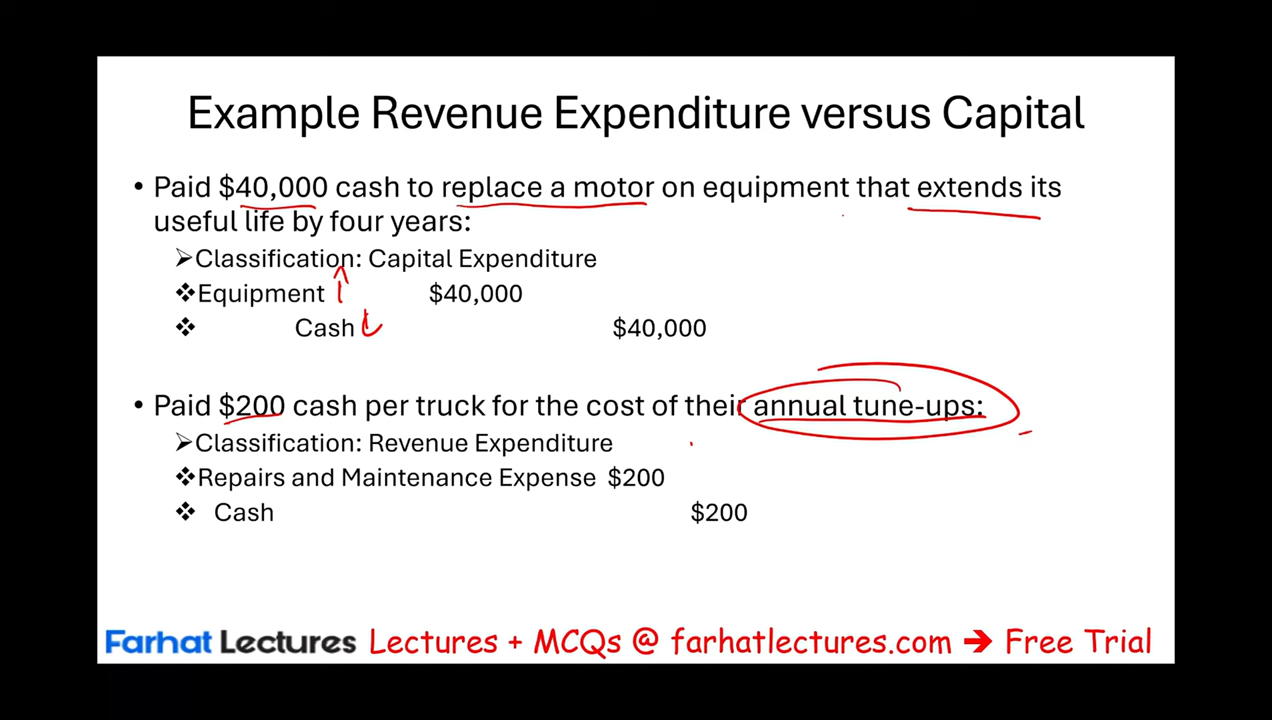 Example Revenue Expenditure versus Capital
• Paid $40,000 cash to replace a motor on equipment that extends its
useful life by four years:
➢Classification: Capital Expenditure
❖Equipment $40,000
❖ Cash $40,000
• Paid $200 cash per truck for the cost of their annual tune-ups:
➢Classification: Revenue Expenditure
❖Repairs and Maintenance Expense $200
❖ Cash $200
Farhat Lectures Lectures + MCQs @ farhatlectures.com ➔ Free Trial